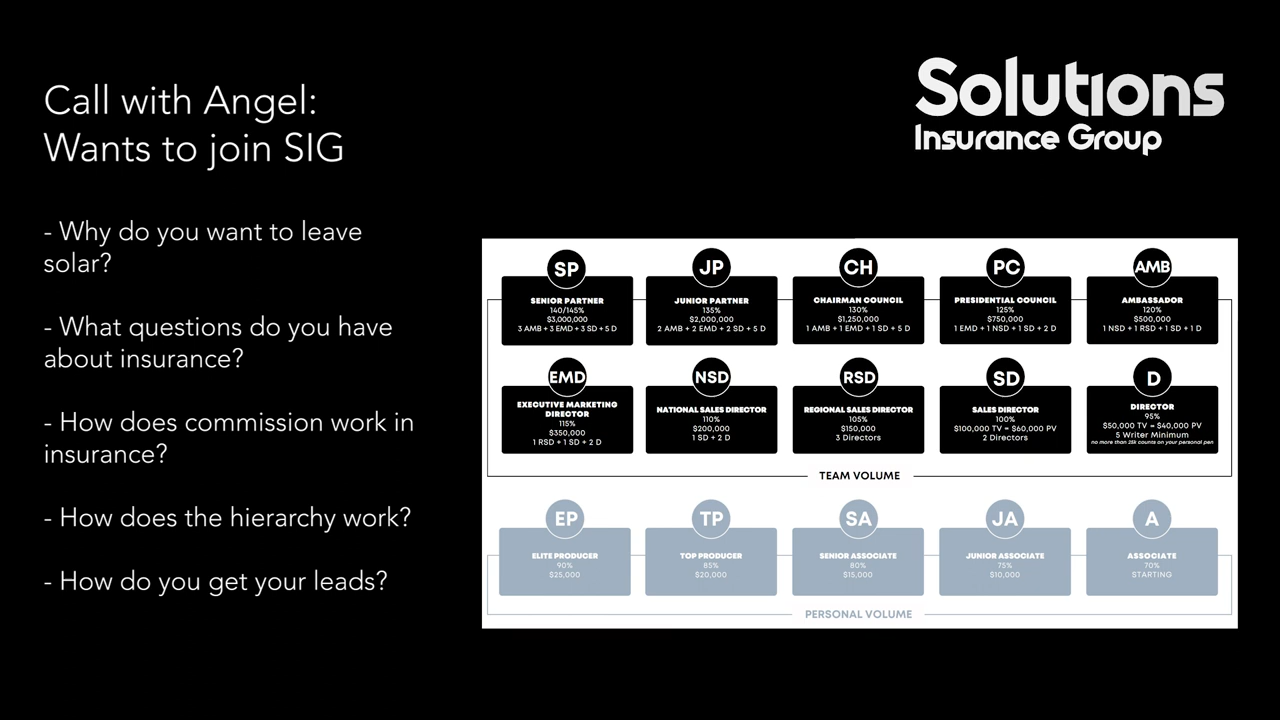 Call with Angel:
Wants to join SIG
- Why do you want to leave
solar?
- What questions do you have
about insurance?
- How does commission work in
insurance?
- How does the hierarchy work?
- How do you get your leads?
Solutions
Insurance Group
SP
SENIOR PARTNER
140/145%
$3,000,000
3 AMB + 3 EMD + 3 SD + 5 D
JP
JUNIOR PARTNER
135%
$2,000,000
2 AMB + 2 EMD + 2 SD + 5 D
CH
CHAIRMAN COUNCIL
130%
$1,250,000
1 AMB + 1 EMD + 1 SD + 5 D
PC
PRESIDENTIAL COUNCIL
125%
$750,000
1 EMD + 1 NSD + 1 SD + 2 D
AMB
AMBASSADOR
120%
$500,000
1 NSD + 1 RSD + 1 SD + 1 D
EMD
EXECUTIVE MARKETING
DIRECTOR
115%
$350,000
1 RSD + 1 SD + 2 D
NSD
NATIONAL SALES DIRECTOR
110%
$200,000
1 SD + 2 D
RSD
REGIONAL SALES DIRECTOR
105%
$150,000
3 Directors
SD
SALES DIRECTOR
100%
$100,000 TV = $60,000 PV
2 Directors
D
DIRECTOR
95%
$50,000 TV = $40,000 PV
5 Writer Minimum
no more than 25k counts on your personal pen
TEAM VOLUME
EP
ELITE PRODUCER
90%
$25,000
TP
TOP PRODUCER
85%
$20,000
SA
SENIOR ASSOCIATE
80%
$15,000
JA
JUNIOR ASSOCIATE
75%
$10,000
A
ASSOCIATE
70%
STARTING
PERSONAL VOLUME